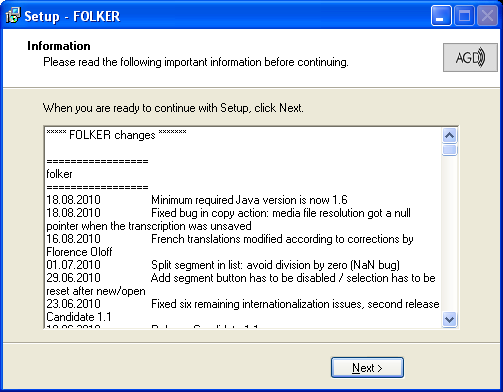 Setup - FOLKER
Information
Please read the following important information before continuing.
AGD
When you are ready to continue with Setup, click Next.
***** FOLKER changes *******
=================
folker
=================
18.08.2010 Minimum required Java version is now 1.6
18.08.2010 Fixed bug in copy action: media file resolution got a null
pointer when the transcription was unsaved
16.08.2010 French translations modified according to corrections by
Florence Oloff
01.07.2010 Split segment in list: avoid division by zero (NaN bug)
29.06.2010 Add segment button has to be disabled / selection has to be
reset after new/open
23.06.2010 Fixed six remaining internationalization issues, second release
Candidate 1.1
Next >